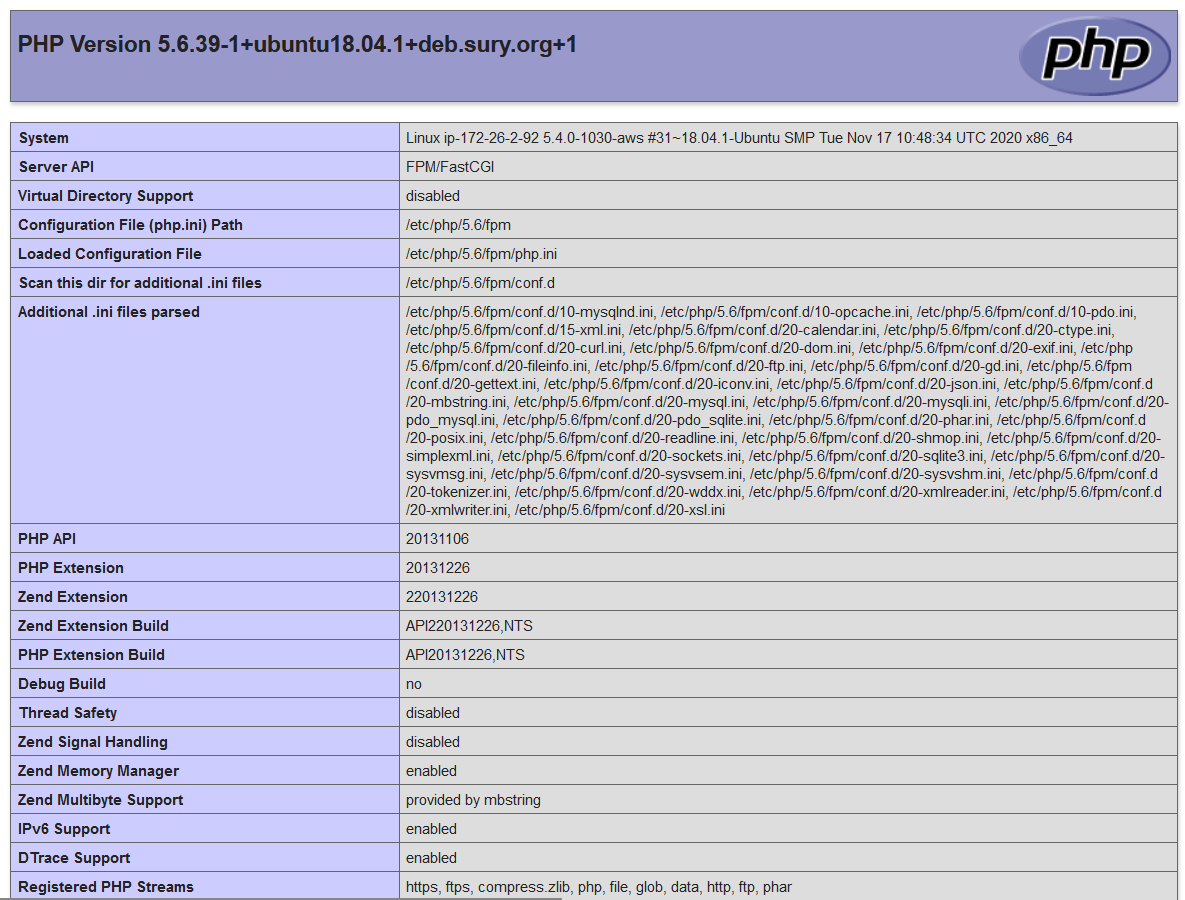 PHP Version 5.6.39-1+ubuntu18.04.1+deb.sury.org+1
php
System
Linux ip-172-26-2-92 5.4.0-1030-aws #31~18.04.1-Ubuntu SMP Tue Nov 17 10:48:34 UTC 2020 x86_64
Server API
FPM/FastCGI
Virtual Directory Support
disabled
Configuration File (php.ini) Path
/etc/php/5.6/fpm
Loaded Configuration File
/etc/php/5.6/fpm/php.ini
Scan this dir for additional .ini files
/etc/php/5.6/fpm/conf.d
Additional .ini files parsed
/etc/php/5.6/fpm/conf.d/10-mysqlnd.ini, /etc/php/5.6/fpm/conf.d/10-opcache.ini, /etc/php/5.6/fpm/conf.d/10-pdo.ini,
/etc/php/5.6/fpm/conf.d/15-xml.ini, /etc/php/5.6/fpm/conf.d/20-calendar.ini, /etc/php/5.6/fpm/conf.d/20-ctype.ini,
/etc/php/5.6/fpm/conf.d/20-curl.ini, /etc/php/5.6/fpm/conf.d/20-dom.ini, /etc/php/5.6/fpm/conf.d/20-exif.ini, /etc/php
/5.6/fpm/conf.d/20-fileinfo.ini, /etc/php/5.6/fpm/conf.d/20-ftp.ini, /etc/php/5.6/fpm/conf.d/20-gd.ini, /etc/php/5.6/fpm
/conf.d/20-gettext.ini, /etc/php/5.6/fpm/conf.d/20-iconv.ini, /etc/php/5.6/fpm/conf.d/20-json.ini, /etc/php/5.6/fpm/conf.d
/20-mbstring.ini, /etc/php/5.6/fpm/conf.d/20-mysql.ini, /etc/php/5.6/fpm/conf.d/20-mysqli.ini, /etc/php/5.6/fpm/conf.d/20-
pdo_mysql.ini, /etc/php/5.6/fpm/conf.d/20-pdo_sqlite.ini, /etc/php/5.6/fpm/conf.d/20-phar.ini, /etc/php/5.6/fpm/conf.d
/20-posix.ini, /etc/php/5.6/fpm/conf.d/20-readline.ini, /etc/php/5.6/fpm/conf.d/20-shmop.ini, /etc/php/5.6/fpm/conf.d/20-
simplexml.ini, /etc/php/5.6/fpm/conf.d/20-sockets.ini, /etc/php/5.6/fpm/conf.d/20-sqlite3.ini, /etc/php/5.6/fpm/conf.d/20-
sysvmsg.ini, /etc/php/5.6/fpm/conf.d/20-sysvsem.ini, /etc/php/5.6/fpm/conf.d/20-sysvshm.ini, /etc/php/5.6/fpm/conf.d
/20-tokenizer.ini, /etc/php/5.6/fpm/conf.d/20-wddx.ini, /etc/php/5.6/fpm/conf.d/20-xmlreader.ini, /etc/php/5.6/fpm/conf.d
/20-xmlwriter.ini, /etc/php/5.6/fpm/conf.d/20-xsl.ini
PHP API
20131106
PHP Extension
20131226
Zend Extension
220131226
Zend Extension Build
API220131226,NTS
PHP Extension Build
API20131226,NTS
Debug Build
no
Thread Safety
disabled
Zend Signal Handling
disabled
Zend Memory Manager
enabled
Zend Multibyte Support
provided by mbstring
IPv6 Support
enabled
DTrace Support
enabled
Registered PHP Streams
https, ftps, compress.zlib, php, file, glob, data, http, ftp, phar